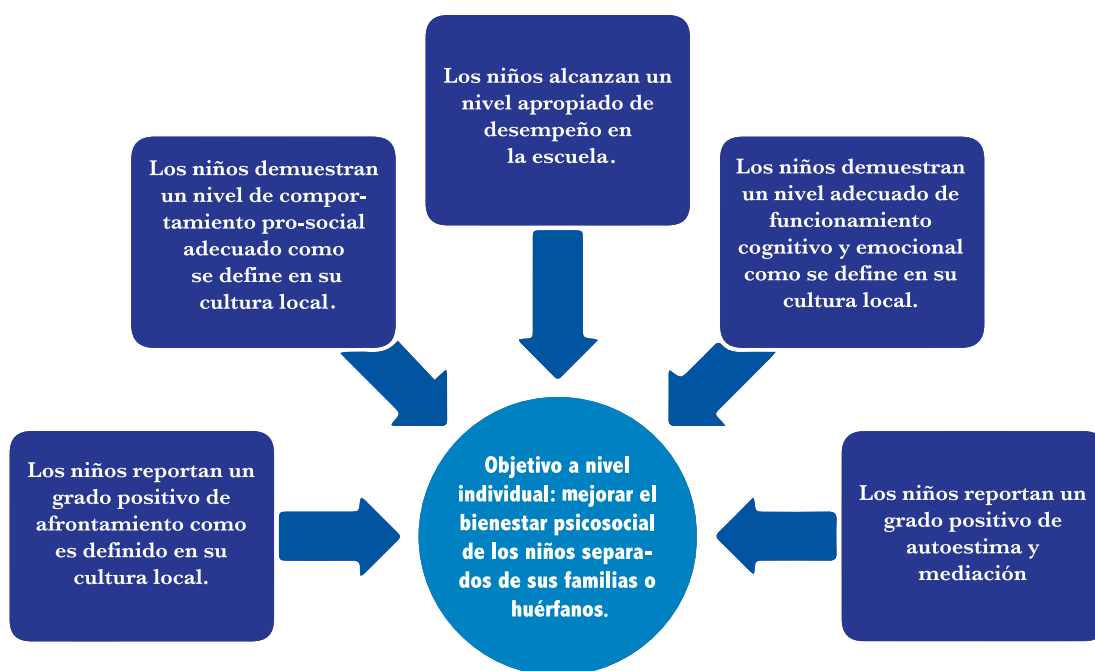 Los niños alcanzan un
nivel apropiado de
desempeño en
la escuela.
Los niños demuestran
un nivel de compor-
tamiento pro-social
adecuado como
se define en su
cultura local.
Los niños demuestran
un nivel adecuado de
funcionamiento
cognitivo y emocional
como se define en su
cultura local.
Los niños reportan un
grado positivo de
afrontamiento como
es definido en su
cultura local.
Objetivo a nivel
individual: mejorar el
bienestar psicosocial
de los niños separa-
dos de sus familias o
huérfanos.
Los niños reportan un
grado positivo de
autoestima y
mediación